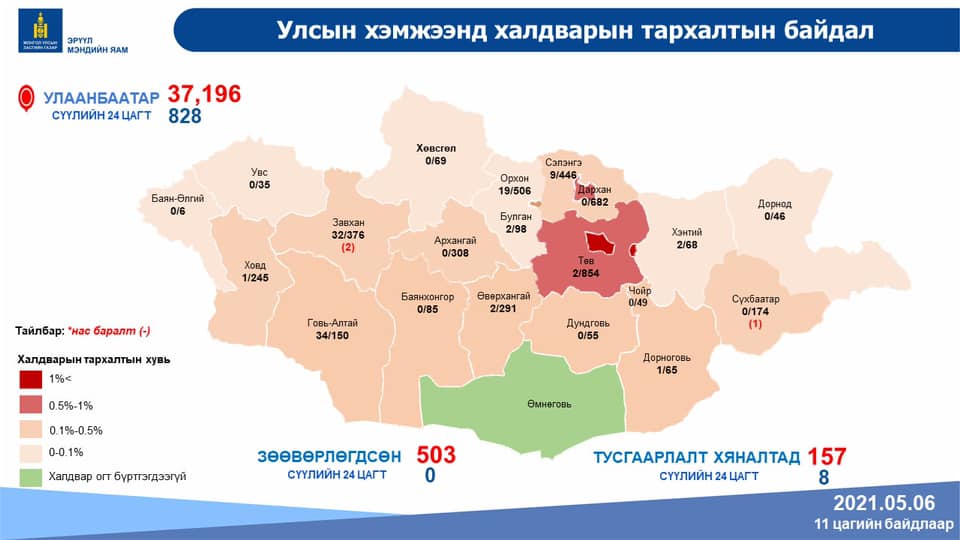 МОНГОЛ УЛСЫН
ЗАСГИЙН ГАЗАР
ЭРҮҮЛ
МЭНДИЙН ЯАМ
Улсын хэмжээнд халдварын тархалтын байдал
УЛААНБААТАР 37,196
СҮҮЛИЙН 24 ЦАГТ 828
Хөвсгөл
0/69
Увс
0/35
Баян-Өлгий
0/6
Завхан
32/376
(2)
Ховд
1/245
Говь-Алтай
34/150
Архангай
0/308
Баянхонгор
0/85
Өвөрхангай
2/291
Орхон
19/506
Булган
2/98
Сэлэнгэ
9/446
Дархан
0/682
Төв
2/854
Чойр
0/49
Дундговь
0/55
Өмнөговь
Дорноговь
1/65
Хэнтий
2/68
Дорнод
0/46
Сүхбаатар
0/174
(1)
Тайлбар: *нас баралт (-)
Халдварын тархалтын хувь
1%<
0.5%-1%
0.1%-0.5%
0-0.1%
Халдвар огт бүртгэгдээгүй
ЗӨӨВӨРЛӨГДСӨН 503
СҮҮЛИЙН 24 ЦАГТ 0
ТУСГААРЛАЛТ ХЯНАЛТАД 157
СҮҮЛИЙН 24 ЦАГТ 8
2021.05.06
11 цагийн байдлаар